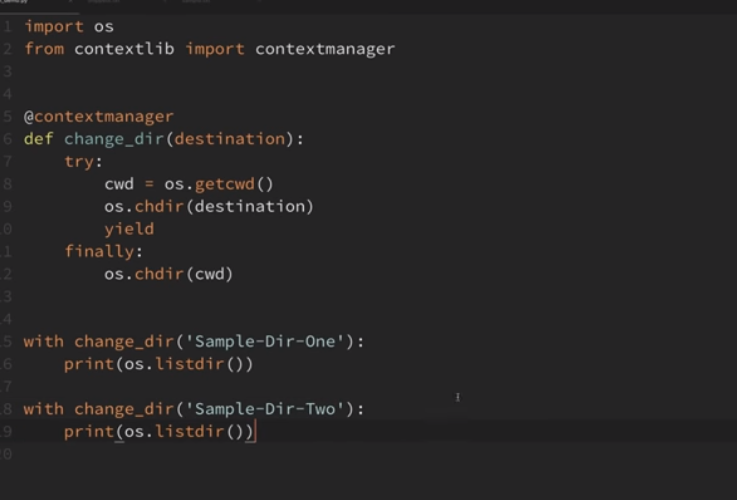 1 import os
2 from contextlib import contextmanager
3
4
5 @contextmanager
6 def change_dir(destination):
7     try:
8         cwd = os.getcwd()
9         os.chdir(destination)
0         yield
1     finally:
2         os.chdir(cwd)
3
4
5 with change_dir('Sample-Dir-One'):
6     print(os.listdir())
7
8 with change_dir('Sample-Dir-Two'):
9     print(os.listdir())
0